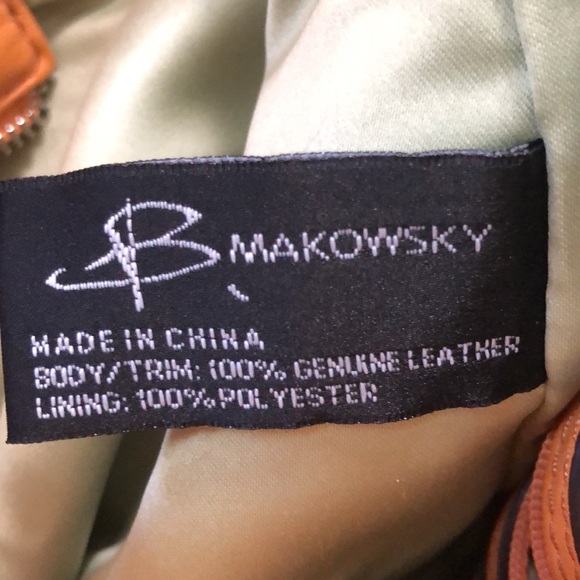 B. MAKOWSKY
MADE IN CHINA
BODY/TRIM: 100% GENUINE LEATHER
LINING: 100% POLYESTER